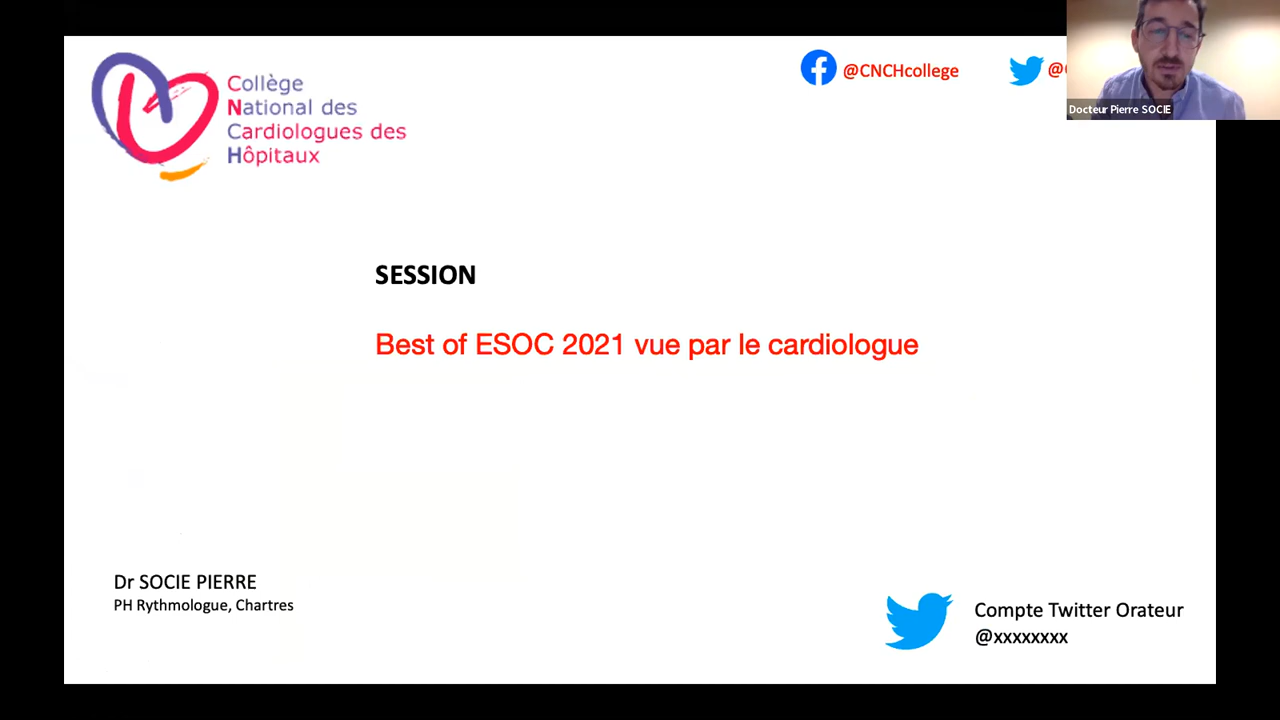 Collège
National des
Cardiologues des
Hôpitaux
@CNCHcollege
Docteur Pierre SOCIE
SESSION
Best of ESOC 2021 vue par le cardiologue
Dr SOCIE PIERRE
PH Rythmologue, Chartres
Compte Twitter Orateur
@xxxxxxxx